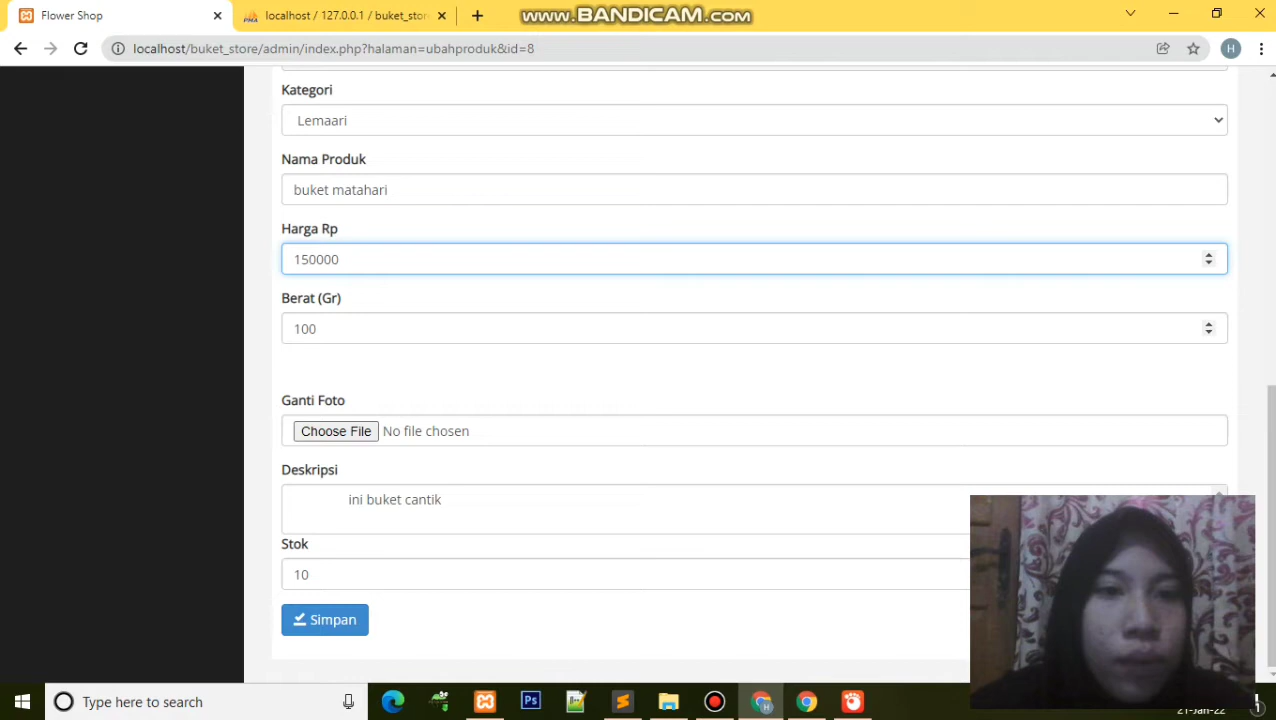 Flower Shop
localhost / 127.0.0.1 / buket_stor
www.BANDICAM.com
localhost/buket_store/admin/index.php?halaman=ubahproduk&id=8
H
Kategori
Lemaari
Nama Produk
buket matahari
Harga Rp
150000
Berat (Gr)
100
Ganti Foto
Choose File No file chosen
Deskripsi
ini buket cantik
Stok
10
Simpan
Type here to search
Ps
21-Jan-22